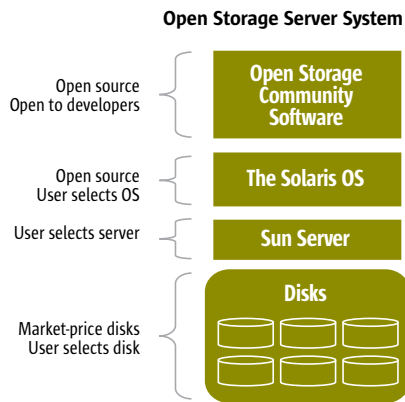 Open Storage Server System
Open source
Open to developers
Open Storage
Community
Software
Open source
User selects OS
The Solaris OS
User selects server
Sun Server
Market-price disks
User selects disk
Disks